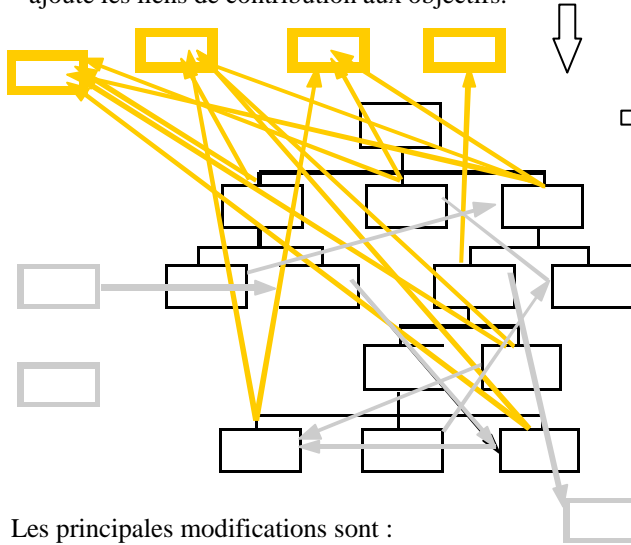 ajoute les liens de contribution aux objectifs.
Les principales modifications sont :